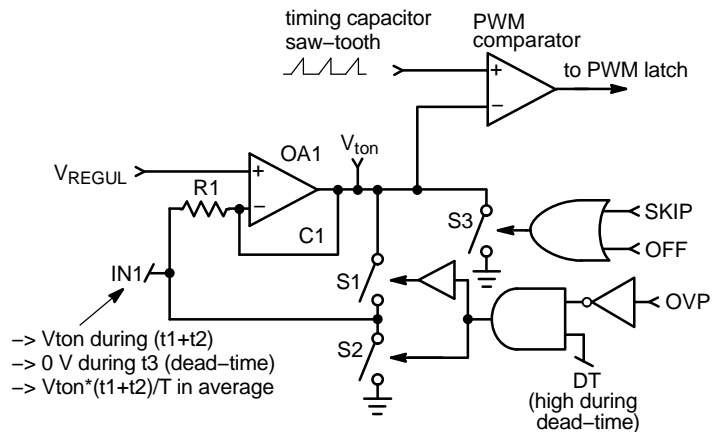 timing capacitor
saw−tooth
PWM
comparator
to PWM latch
+
−
Vton
OA1
VREGUL
+
−
R1
C1
S3
SKIP
OFF
IN1
S1
OVP
−> Vton during (t1+t2)
−> 0 V during t3 (dead−time)
−> Vton*(t1+t2)/T in average
S2
DT
(high during
dead−time)